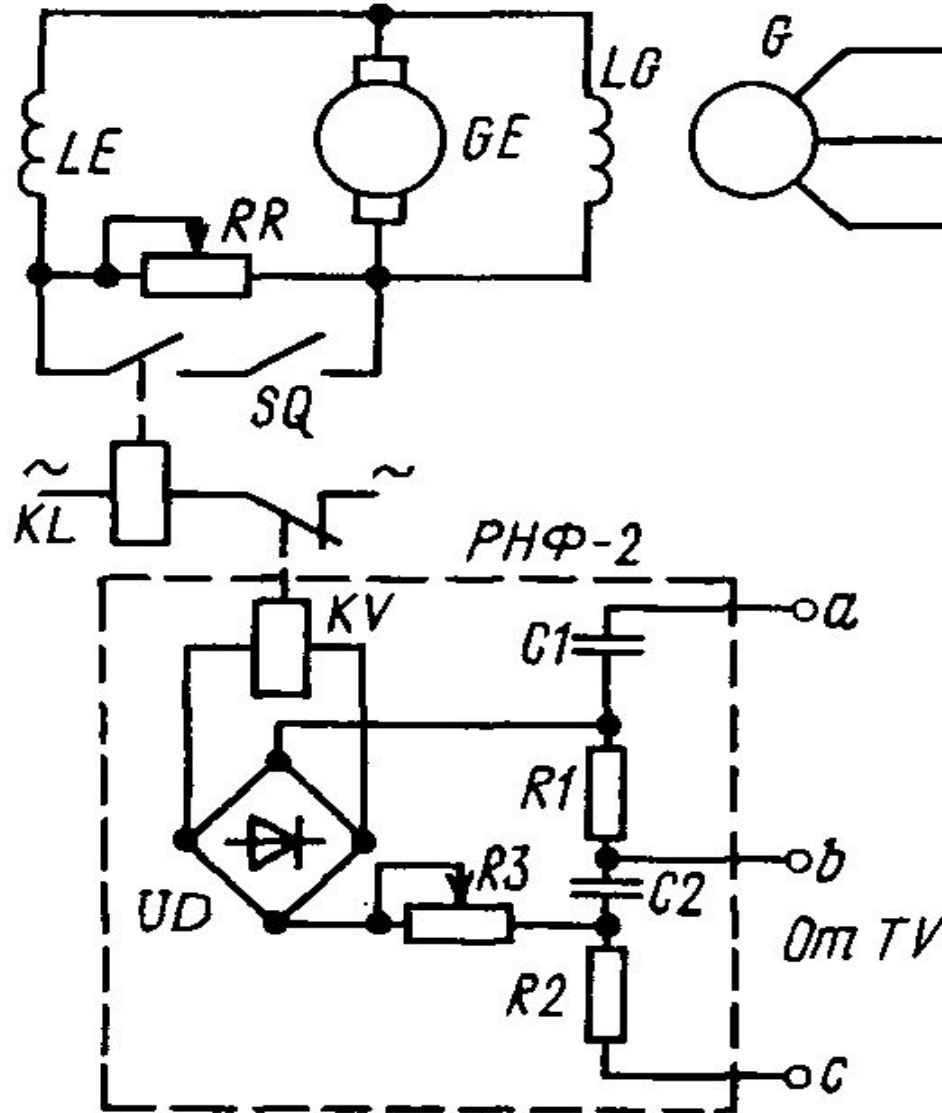 G
LG
LE
GE
RR
SQ
~
~
KL
РНФ-2
KV
a
C1
R1
b
R3
C2
UD
От TV
R2
c